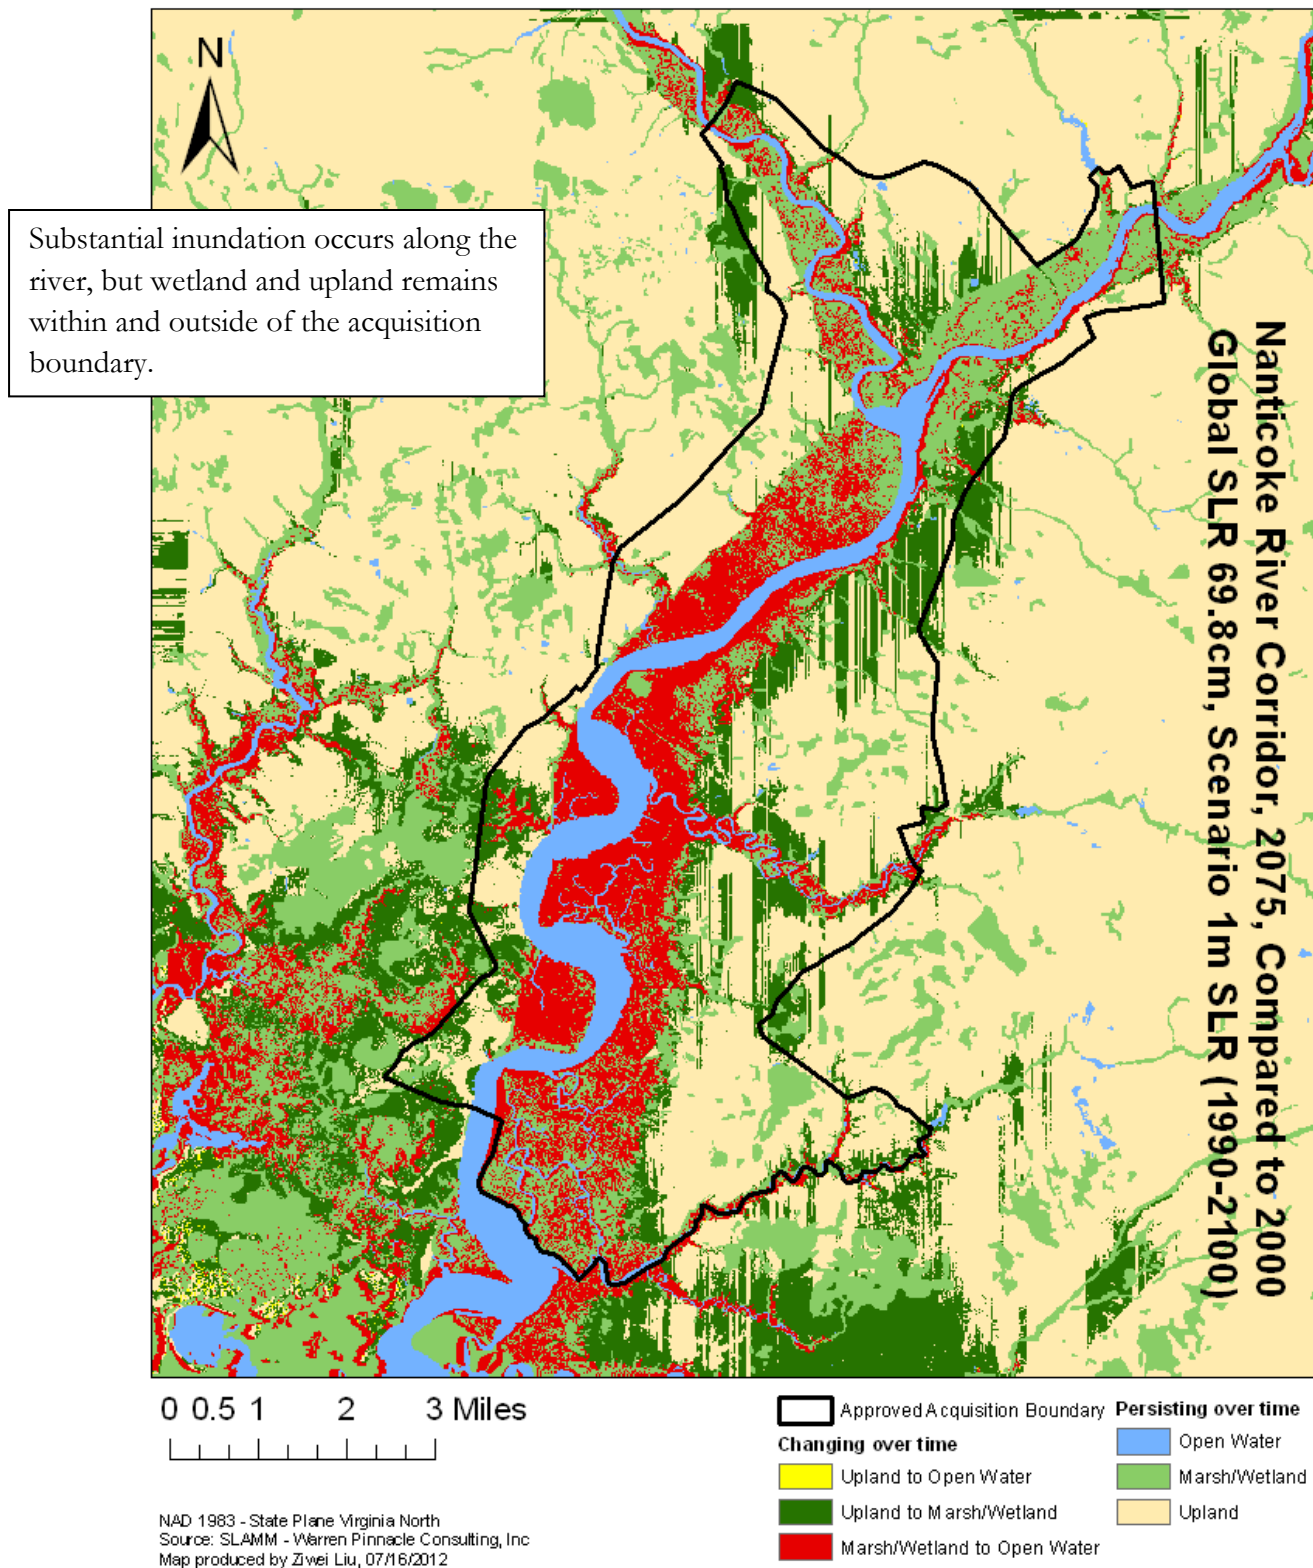 N
Substantial inundation occurs along the
river, but wetland and upland remains
within and outside of the acquisition
boundary.
Nanticoke River Corridor, 2075, Compared to 2000
Global SLR 69.8cm, Scenario 1m SLR (1990-2100)
0 0.5 1 2 3 Miles
Approved Acquisition Boundary
Changing over time
Upland to Open Water
Upland to Marsh/Wetland
Marsh/Wetland to Open Water
Persisting over time
Open Water
Marsh/Wetland
Upland
NAD 1983 - State Plane Virginia North
Source: SLAMM - Warren Pinnacle Consulting, Inc
Map produced by Ziwei Liu, 07/16/2012